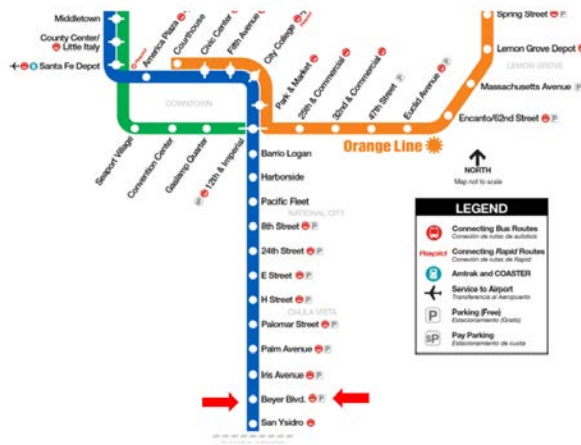 Middletown
County Center/
Little Italy
Santa Fe Depot
America Plaza
Courthouse
Civic Center
Fifth Avenue
City College
Park & Market
25th & Commercial
32nd & Commercial
47th Street
Euclid Avenue
Spring Street
Lemon Grove Depot
LEMON GROVE
Massachusetts Avenue
Encanto/62nd Street
DOWNTOWN
Seaport Village
Convention Center
Gaslamp Quarter
12th & Imperial
Orange Line
Barrio Logan
Harborside
Pacific Fleet
NATIONAL CITY
8th Street
24th Street
E Street
H Street
CHULA VISTA
Palomar Street
Palm Avenue
Iris Avenue
Beyer Blvd.
San Ysidro
NORTH
Map not to scale
LEGEND
Connecting Bus Routes
Conexión de rutas de autobús
Rapid
Connecting Rapid Routes
Conexión de rutas de Rapid
Amtrak and COASTER
Service to Airport
Transferencia al Aeropuerto
P
Parking (Free)
Estacionamiento (Gratis)
$P
Pay Parking
Estacionamiento de cuota